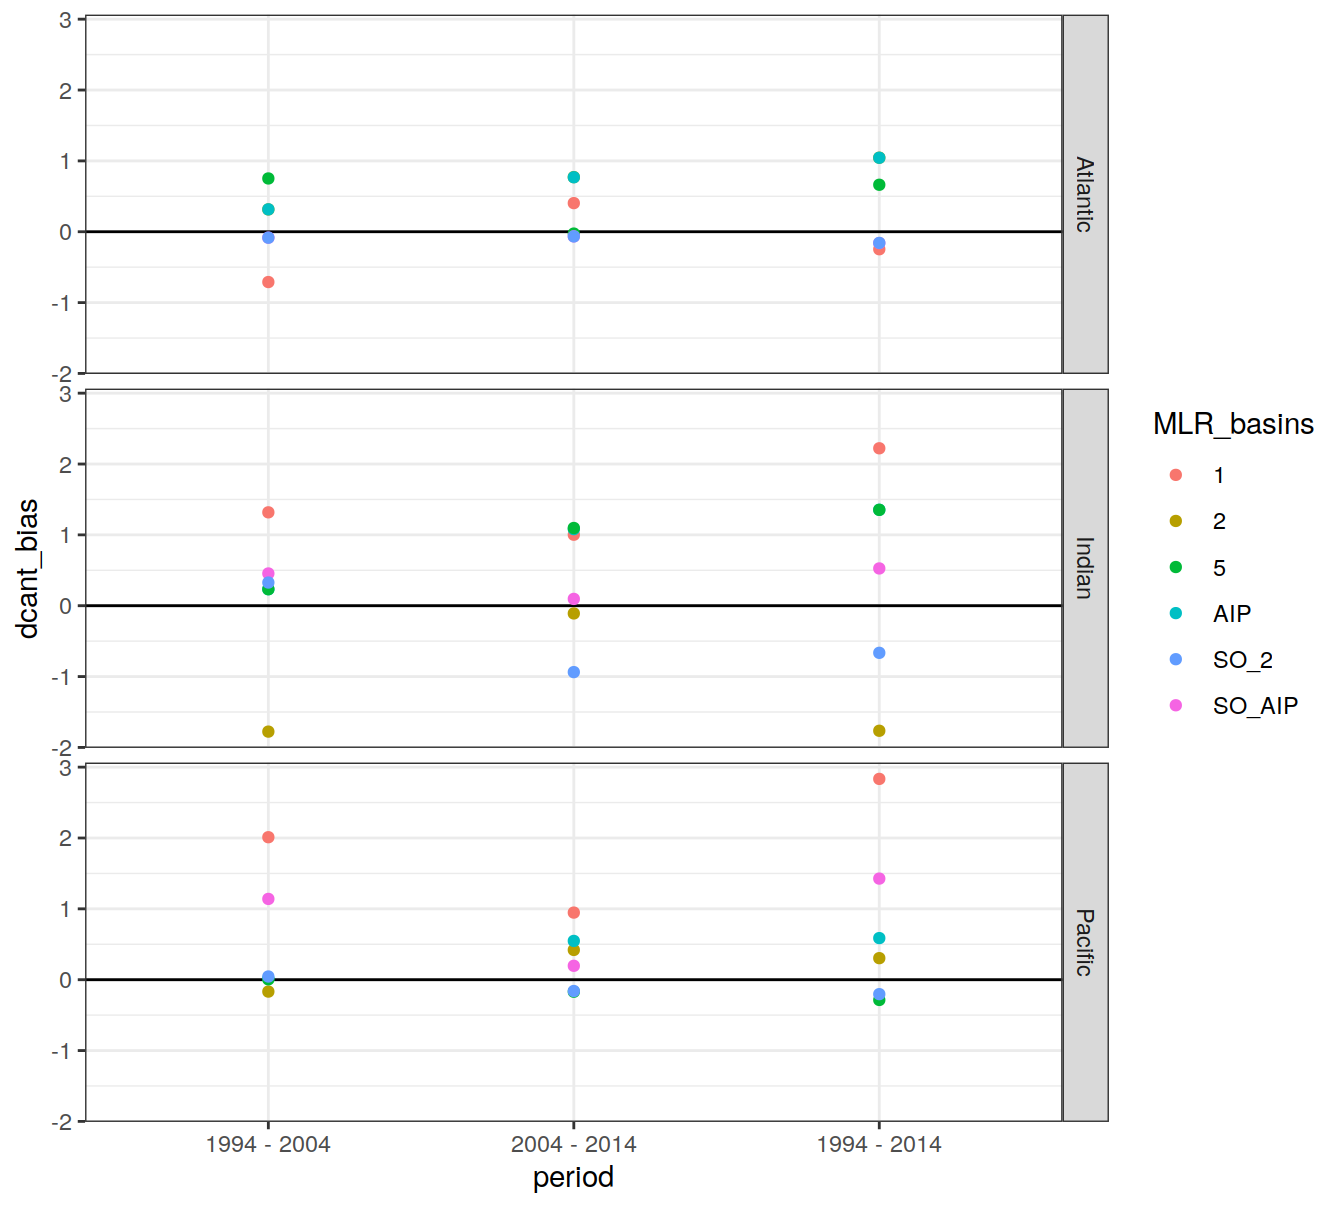 3
2
1
0
-1
-2
Atlantic
3
2
1
0
-1
-2
Indian
3
2
1
0
-1
-2
Pacific
dcant_bias
1994 - 2004
2004 - 2014
1994 - 2014
period
MLR_basins
1
2
5
AIP
SO_2
SO_AIP